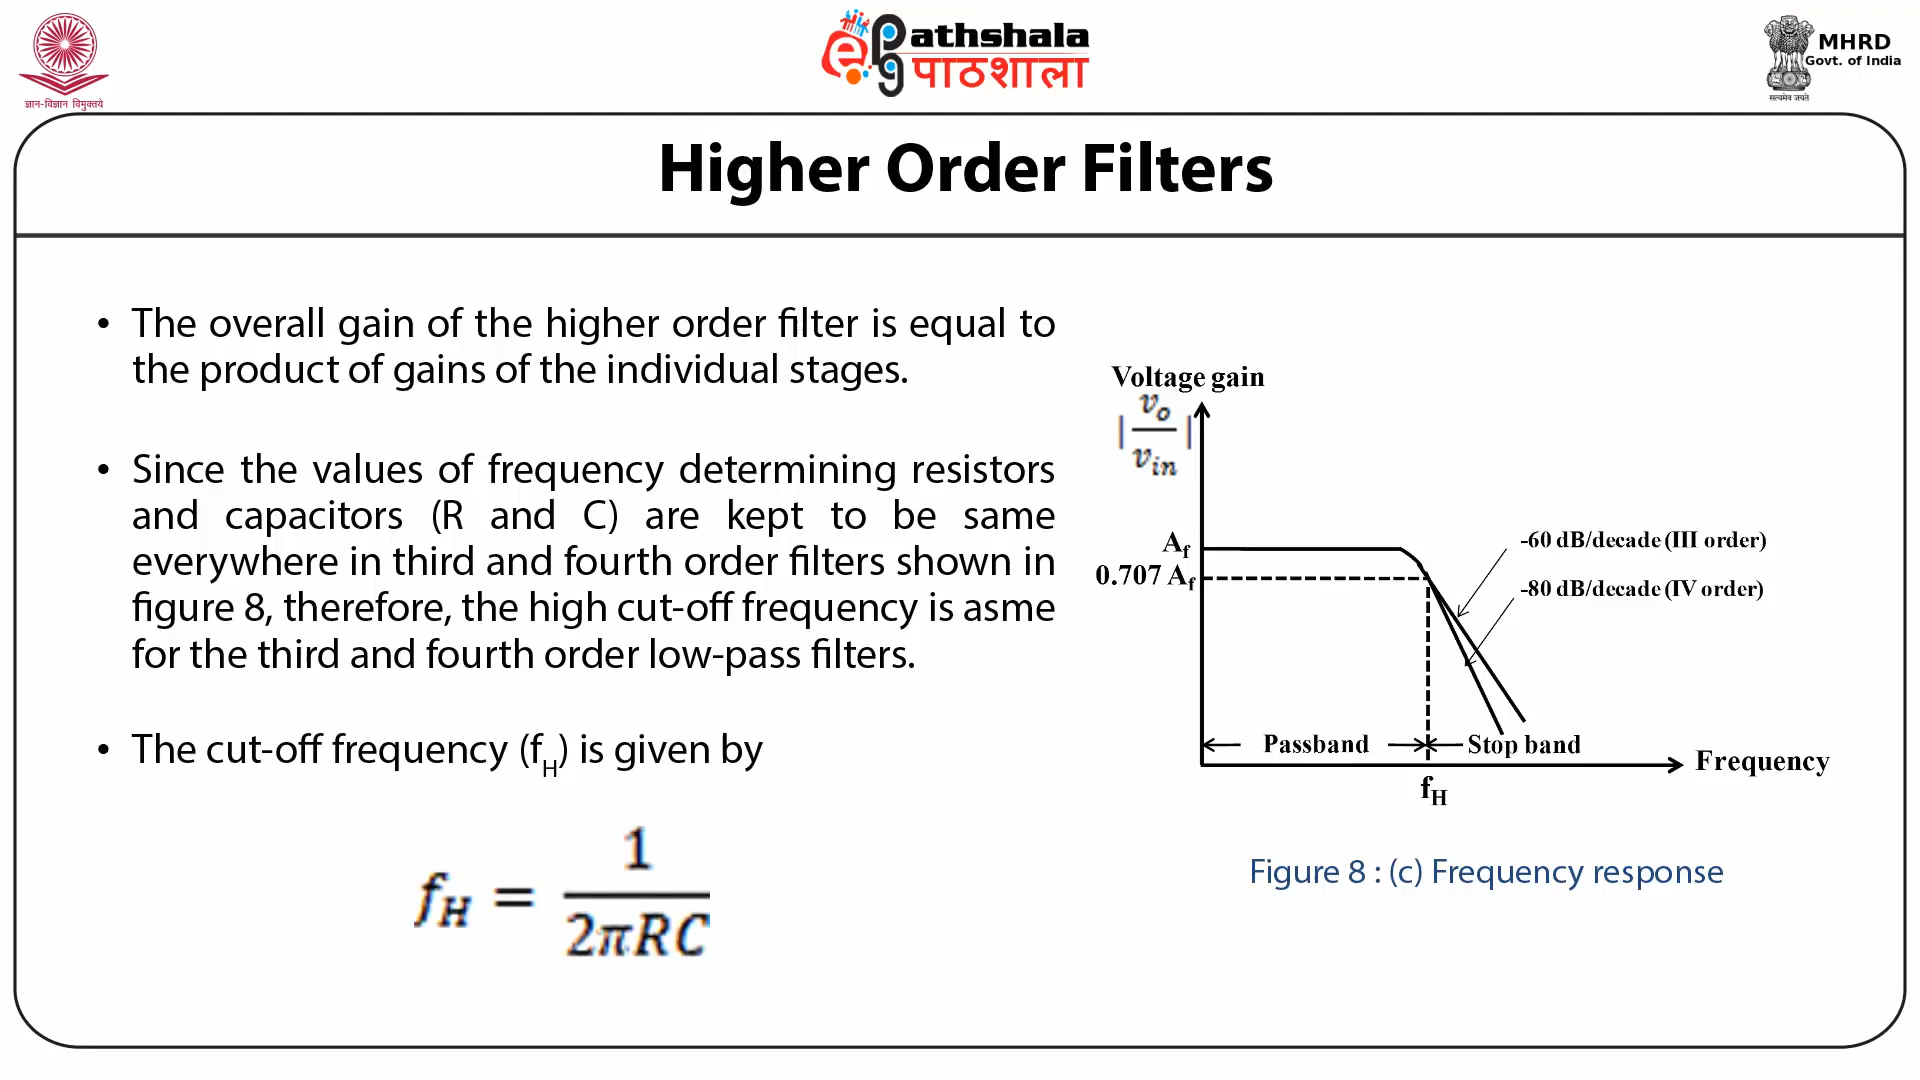 ज्ञान-विज्ञान विमुक्तये
ePathshala
पाठशाला
MHRD
Govt. of India
सत्यमेव जयते
Higher Order Filters
• The overall gain of the higher order filter is equal to
the product of gains of the individual stages.
• Since the values of frequency determining resistors
and capacitors (R and C) are kept to be same
everywhere in third and fourth order filters shown in
figure 8, therefore, the high cut-off frequency is asme
for the third and fourth order low-pass filters.
• The cut-off frequency (f_H) is given by
f_H = 1 / 2πRC
Voltage gain
|v_o / v_in|
A_f
0.707 A_f
-60 dB/decade (III order)
-80 dB/decade (IV order)
Passband
Stop band
Frequency
f_H
Figure 8 : (c) Frequency response